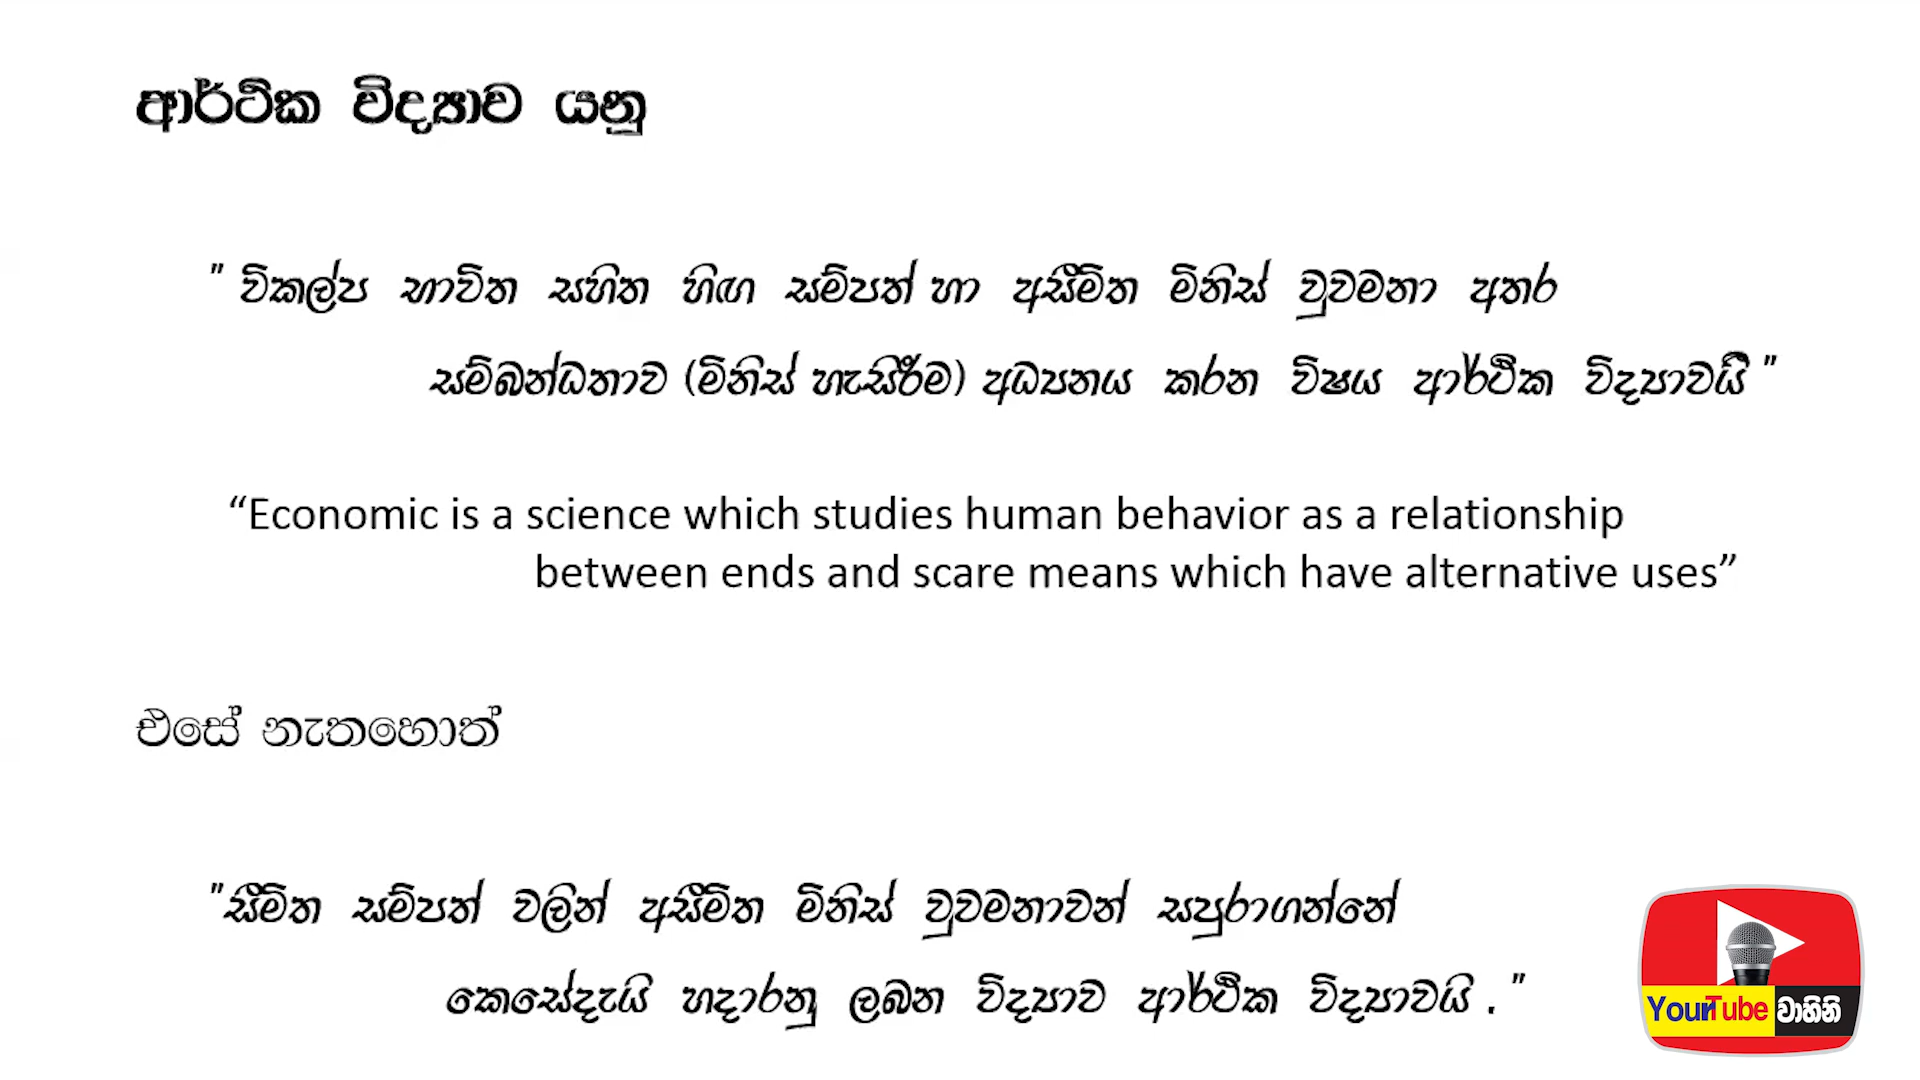 ආර්ථික විද්‍යාව යනු
" විකල්ප භාවිත සහිත හිඟ සම්පත් හා අසීමිත මිනිස් වුවමනා අතර
සම්බන්ධතාව (මිනිස් හැසිරීම) අධ්‍යනය කරන විෂය ආර්ථික විද්‍යාවයි "
“Economic is a science which studies human behavior as a relationship
between ends and scare means which have alternative uses”
එසේ නැතහොත්
"සීමිත සම්පත් වලින් අසීමිත මිනිස් වුවමනාවන් සපුරාගන්නේ
කෙසේදැයි හදාරනු ලබන විද්‍යාව ආර්ථික විද්‍යාවයි . "
YournTube වාහිනි